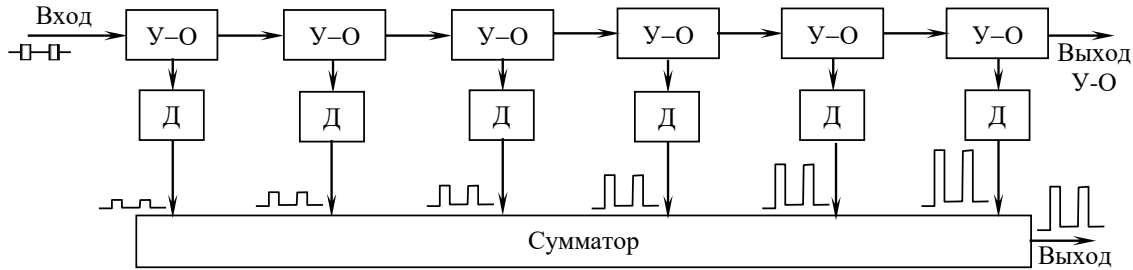 Вход
У–О У–О У–О У–О У–О У–О
Выход
У-О
Д Д Д Д Д Д
Сумматор
Выход